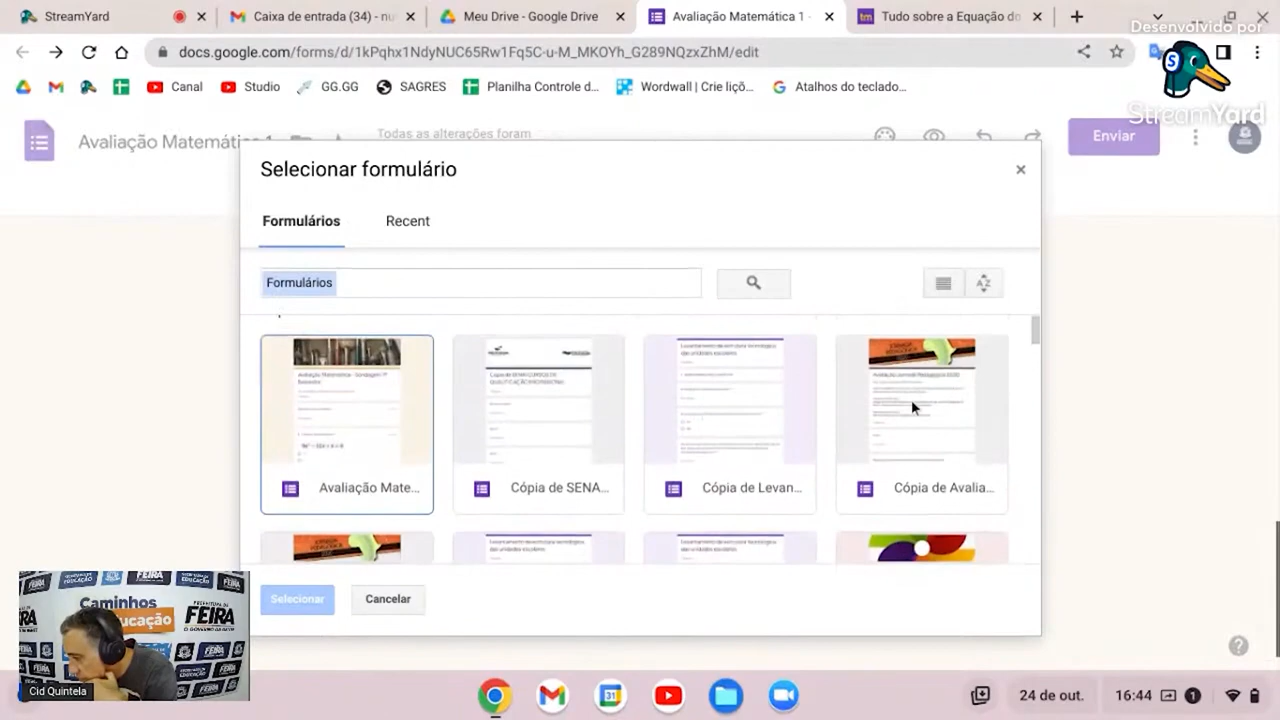 StreamYard
Caixa de entrada (34) - nu
Meu Drive - Google Drive
Avaliação Matemática 1 -
Tudo sobre a Equação do
Desenvolvido por
StreamYard
docs.google.com/forms/d/1kPqhx1NdyNUC65Rw1Fq5C-u-M_MKOYh_G289NQzxZhM/edit
Canal
Studio
GG.GG
SAGRES
Planilha Controle d...
Wordwall | Crie liçõ...
Atalhos do teclado...
Avaliação Matemática 1
Todas as alterações foram
Enviar
Selecionar formulário
Formulários
Recent
Formulários
Avaliação Mate...
Cópia de SENA...
Cópia de Levan...
Cópia de Avalia...
Selecionar
Cancelar
Caminhos
FEIRA
Cid Quintela
24 de out.
16:44
1